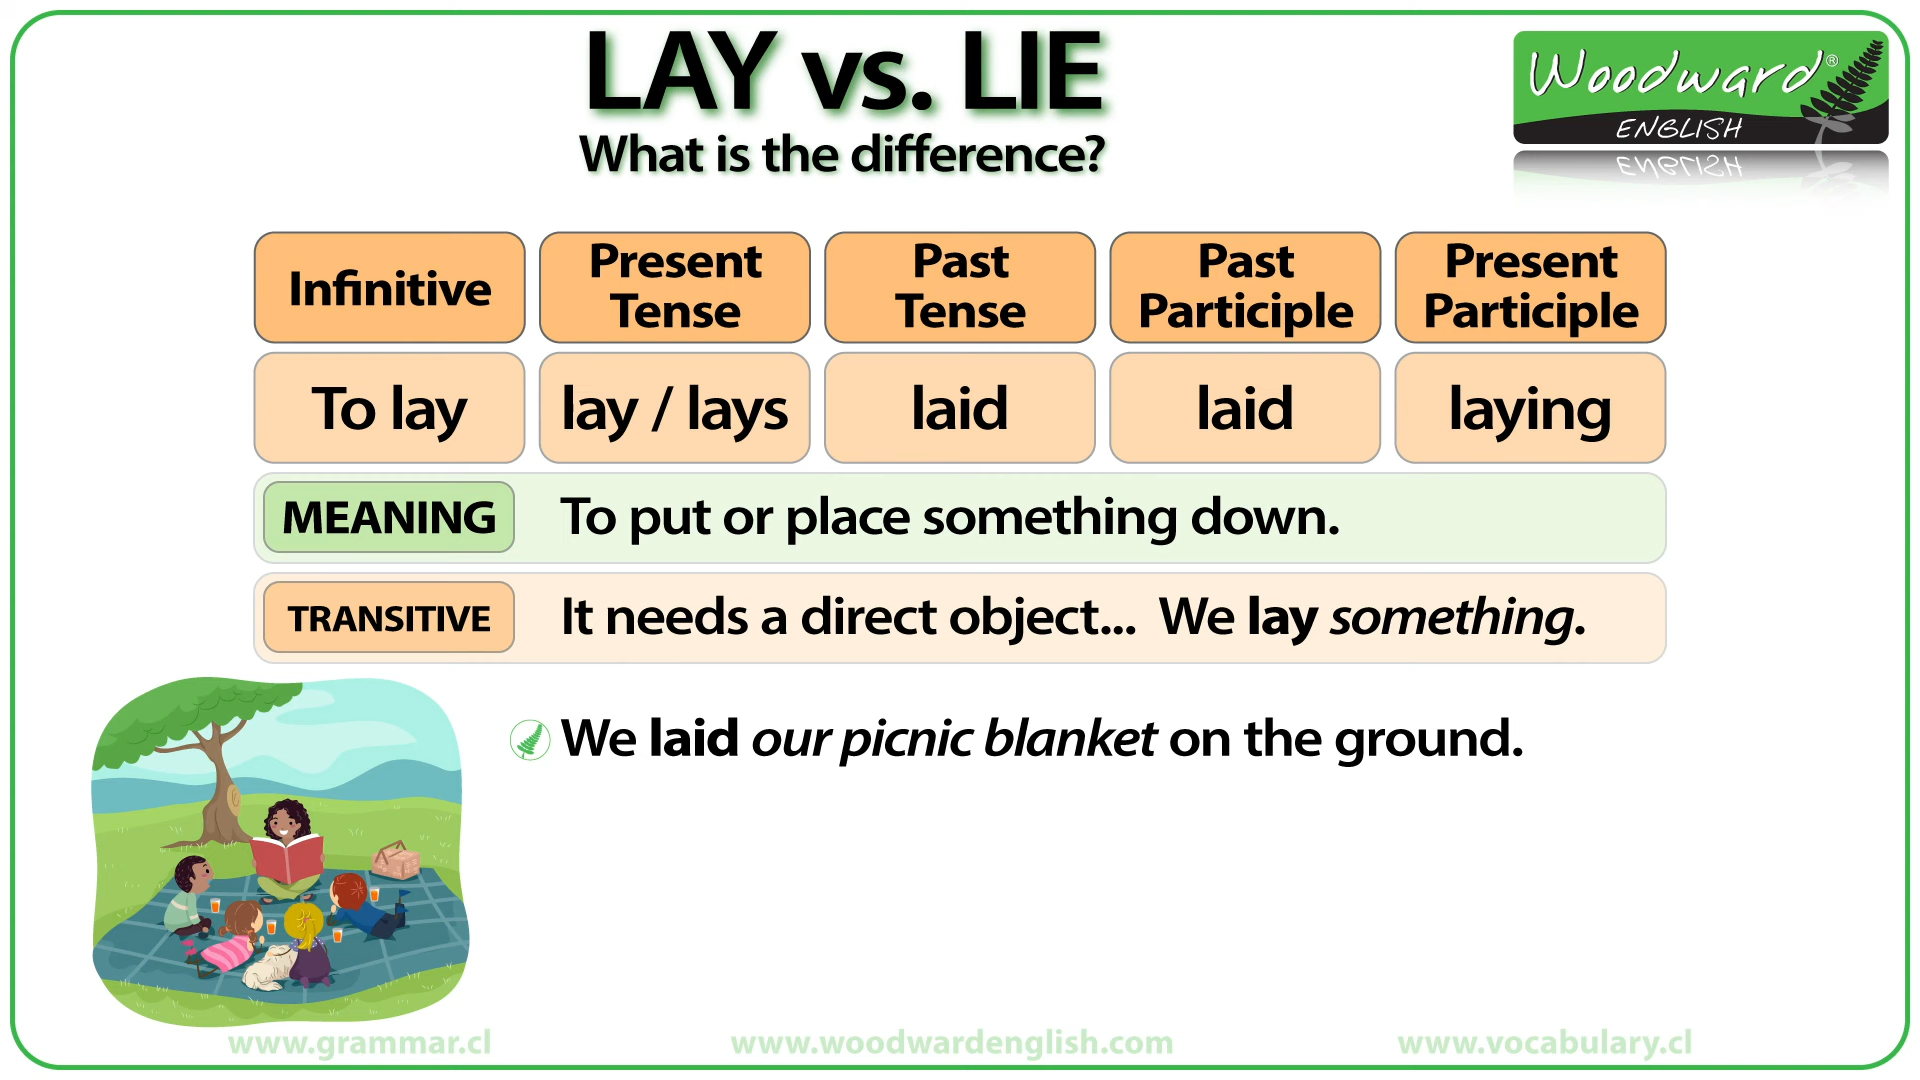 LAY vs. LIE
What is the difference?
Woodward®
ENGLISH
Infinitive
Present
Tense
Past
Tense
Past
Participle
Present
Participle
To lay
lay / lays
laid
laid
laying
MEANING
To put or place something down.
TRANSITIVE
It needs a direct object... We lay something.
We laid our picnic blanket on the ground.
www.grammar.cl
www.woodwardenglish.com
www.vocabulary.cl